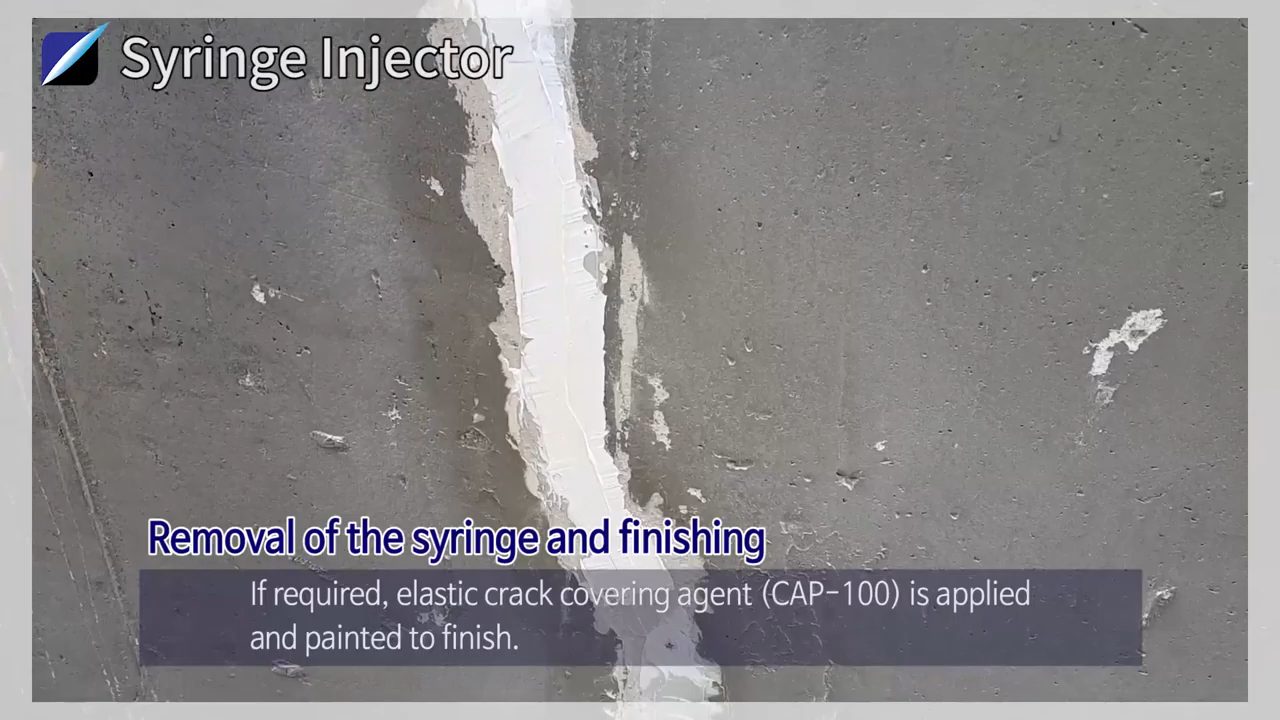 Syringe Injector
Removal of the syringe and finishing
If required, elastic crack covering agent (CAP-100) is applied
and painted to finish.